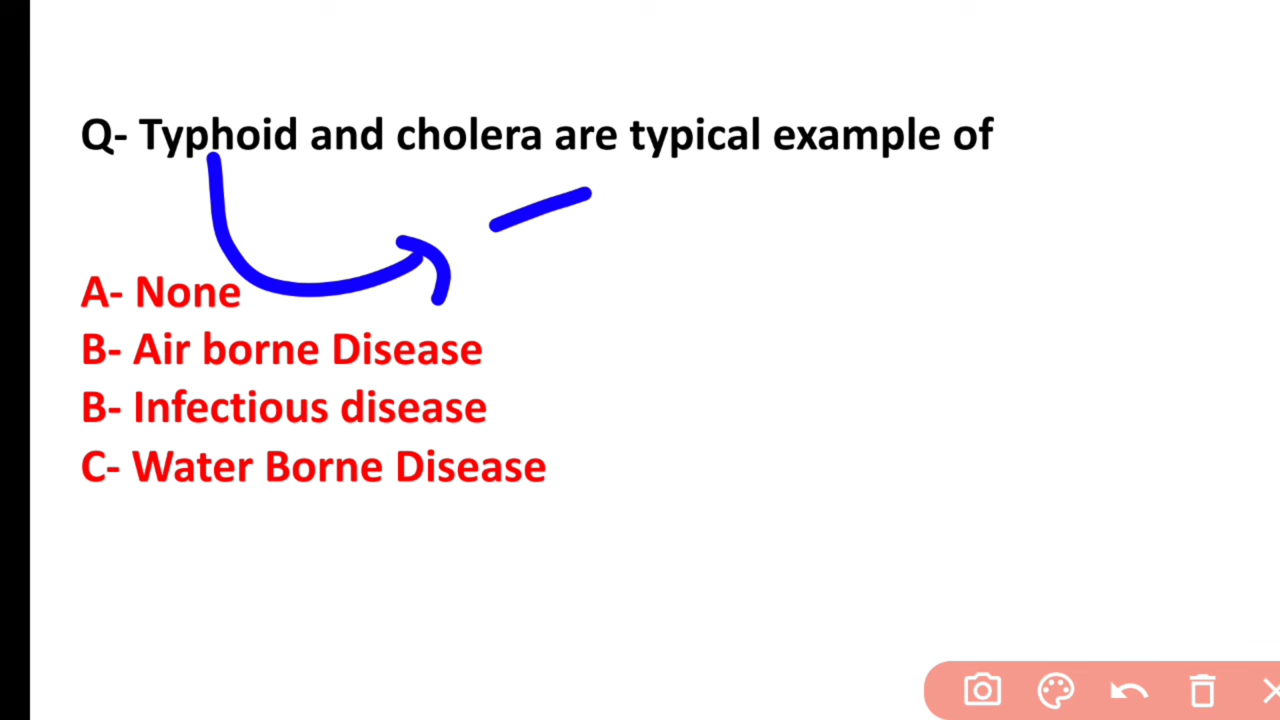 Q- Typhoid and cholera are typical example of
A- None
B- Air borne Disease
B- Infectious disease
C- Water Borne Disease